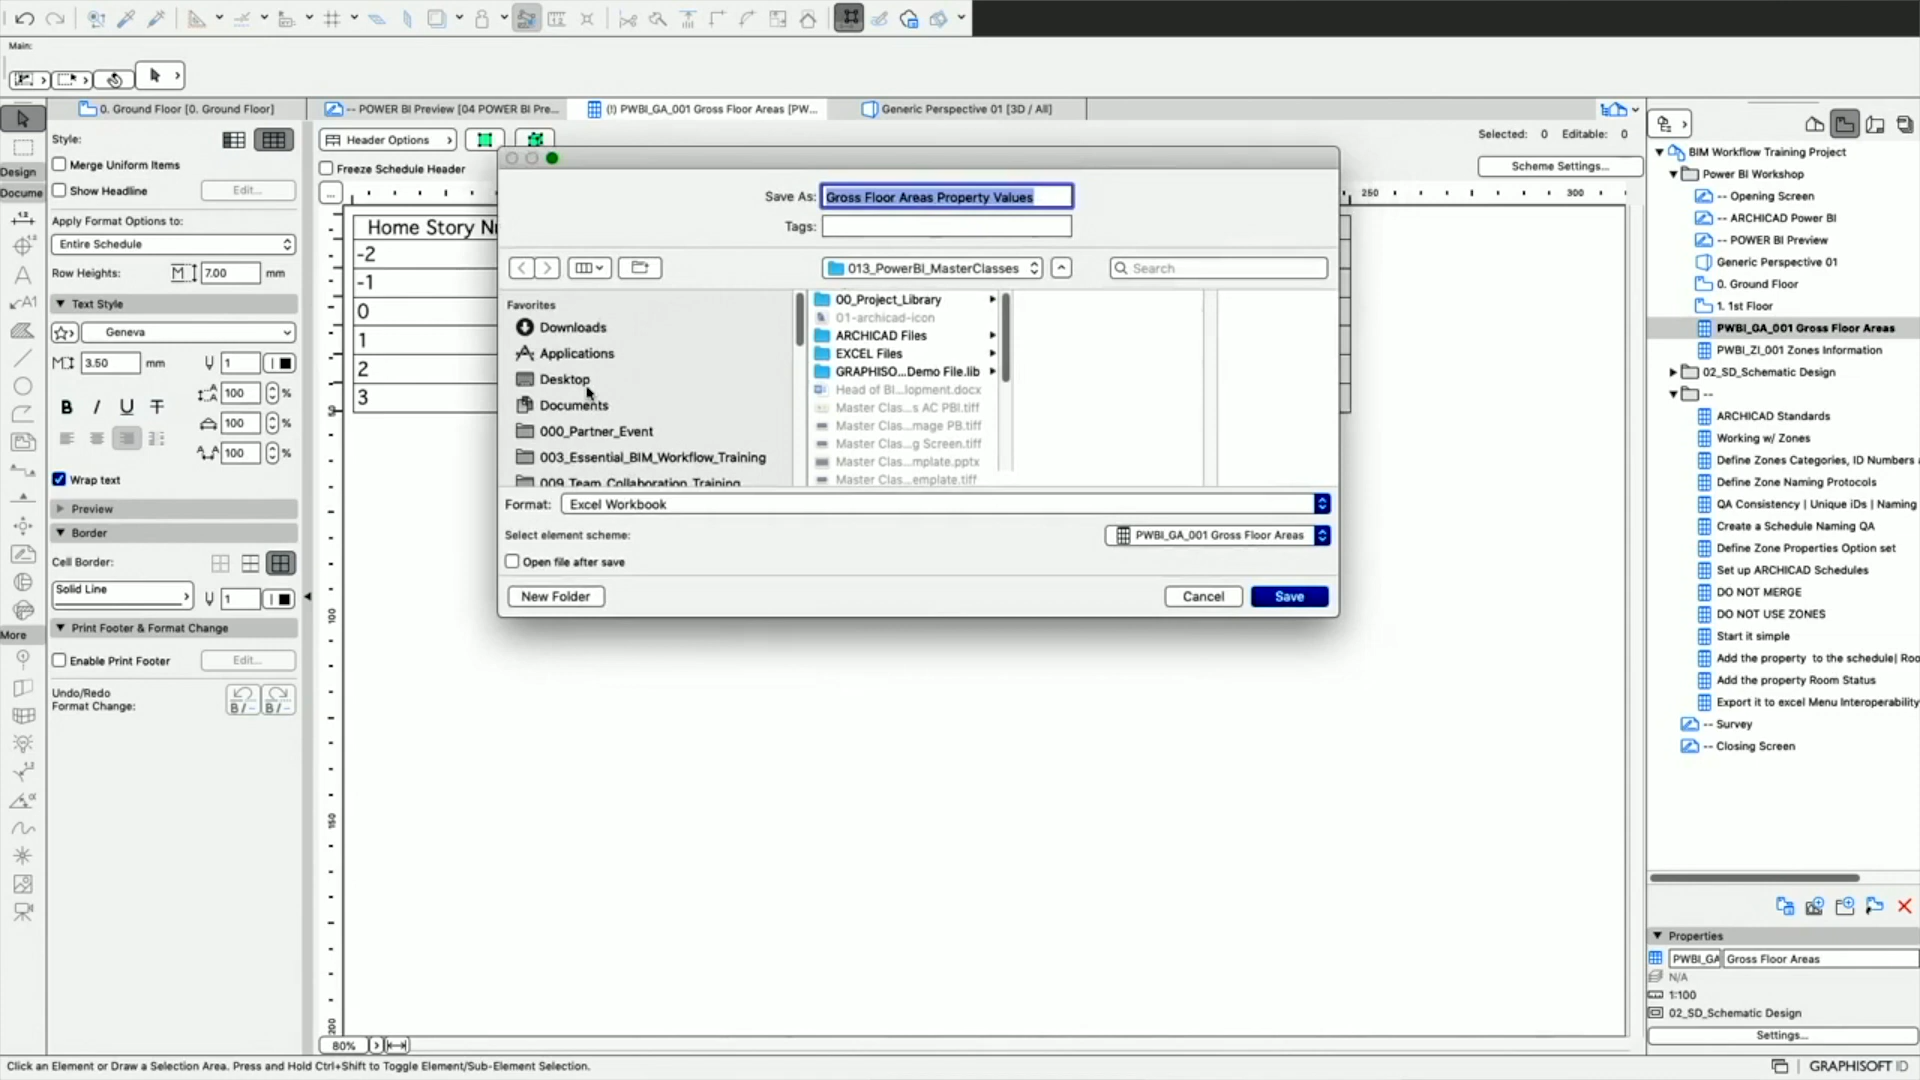 Main:
0. Ground Floor [0. Ground Floor]
-- POWER BI Preview [04 POWER BI Pre...
(!) PWBI_GA_001 Gross Floor Areas [PW...
Generic Perspective 01 [3D / All]
Design
Docume
More
Style:
Merge Uniform Items
Show Headline
Edit...
Apply Format Options to:
Entire Schedule
Row Heights:
7.00
mm
Text Style
Geneva
3.50
mm
1
B / U T
100 %
100 %
100 %
Wrap text
Preview
Border
Cell Border:
Solid Line
1
Print Footer & Format Change
Enable Print Footer
Edit...
Undo/Redo
Format Change:
Header Options
Freeze Schedule Header
Selected: 0 Editable: 0
Scheme Settings...
...
250
300
100
150
200
Home Story Nu
-2
-1
0
1
2
3
Save As: Gross Floor Areas Property Values
Tags:
013_PowerBI_MasterClasses
Search
Favorites
Downloads
Applications
Desktop
Documents
000_Partner_Event
003_Essential_BIM_Workflow_Training
009_Team_Collaboration_Training
00_Project_Library
01-archicad-icon
ARCHICAD Files
EXCEL Files
GRAPHISO...Demo File.lib
Head of BI...lopment.docx
Master Clas...s AC PBI.tiff
Master Clas...mage PB.tiff
Master Clas...g Screen.tiff
Master Clas...mplate.pptx
Master Clas...emplate.tiff
Format: Excel Workbook
Select element scheme:
PWBI_GA_001 Gross Floor Areas
Open file after save
New Folder
Cancel
Save
BIM Workflow Training Project
Power BI Workshop
-- Opening Screen
-- ARCHICAD Power BI
-- POWER BI Preview
Generic Perspective 01
0. Ground Floor
1. 1st Floor
PWBI_GA_001 Gross Floor Areas
PWBI_ZI_001 Zones Information
02_SD_Schematic Design
--
ARCHICAD Standards
Working w/ Zones
Define Zones Categories, ID Numbers a
Define Zone Naming Protocols
QA Consistency | Unique iDs | Naming
Create a Schedule Naming QA
Define Zone Properties Option set
Set up ARCHICAD Schedules
DO NOT MERGE
DO NOT USE ZONES
Start it simple
Add the property to the schedule| Roo
Add the property Room Status
Export it to excel Menu Interoperability
-- Survey
-- Closing Screen
Properties
PWBI_GA
Gross Floor Areas
N/A
1:100
02_SD_Schematic Design
Settings...
80%
Click an Element or Draw a Selection Area. Press and Hold Ctrl+Shift to Toggle Element/Sub-Element Selection.
GRAPHISOFT ID